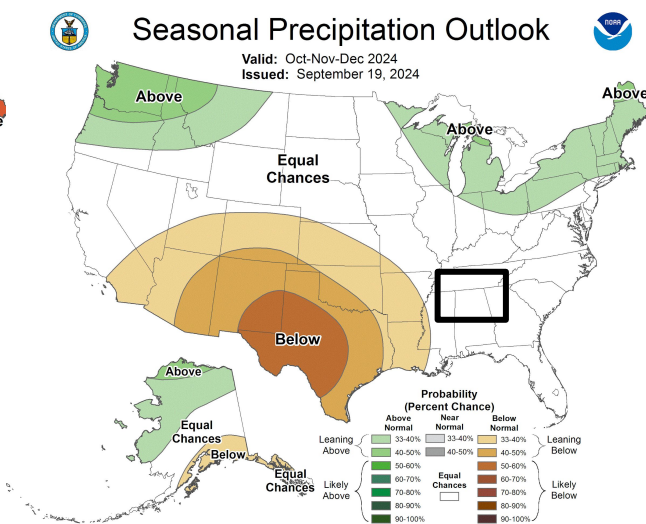 Seasonal Precipitation Outlook
NOAA
Valid: Oct-Nov-Dec 2024
Issued: September 19, 2024
Above
Above
Above
Equal
Chances
Below
Above
Equal
Chances
Below
Equal
Chances
Probability
(Percent Chance)
Above
Normal
Near
Normal
Below
Normal
Leaning
Above
33-40%
40-50%
33-40%
40-50%
33-40%
40-50%
Leaning
Below
Likely
Above
50-60%
60-70%
70-80%
80-90%
90-100%
Equal
Chances
50-60%
60-70%
70-80%
80-90%
90-100%
Likely
Below